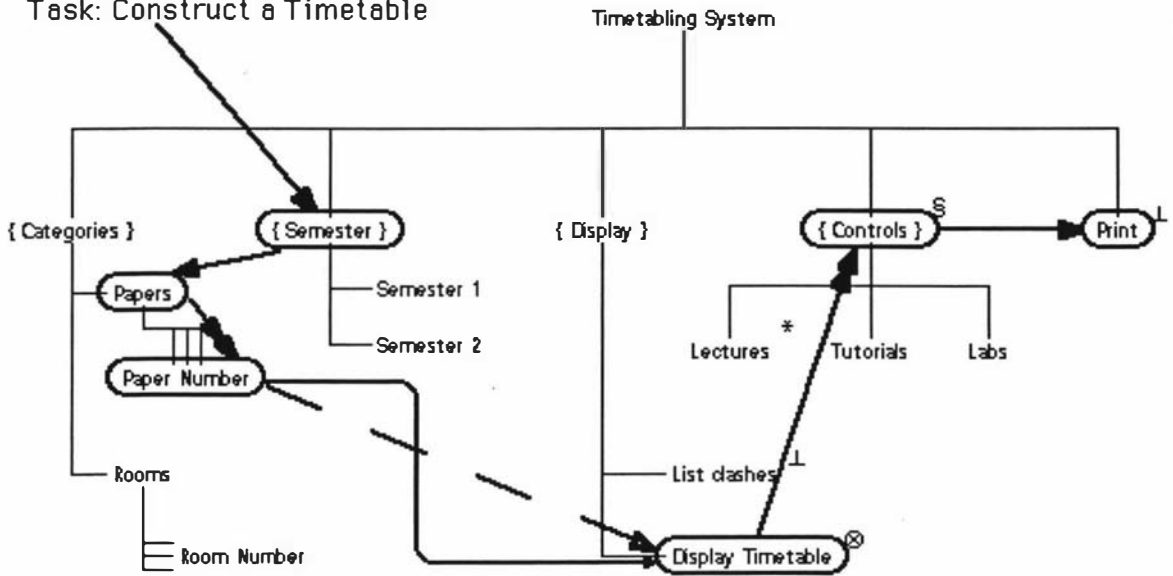 Task: Construct a Timetable
Timetabling System
{ Categories }
{ Semester }
{ Display }
{ Controls } §
Print ⊥
Papers
Semester 1
Semester 2
Lectures
*
Tutorials
Labs
Paper Number
Rooms
List clashes ⊥
Room Number
Display Timetable ⊗